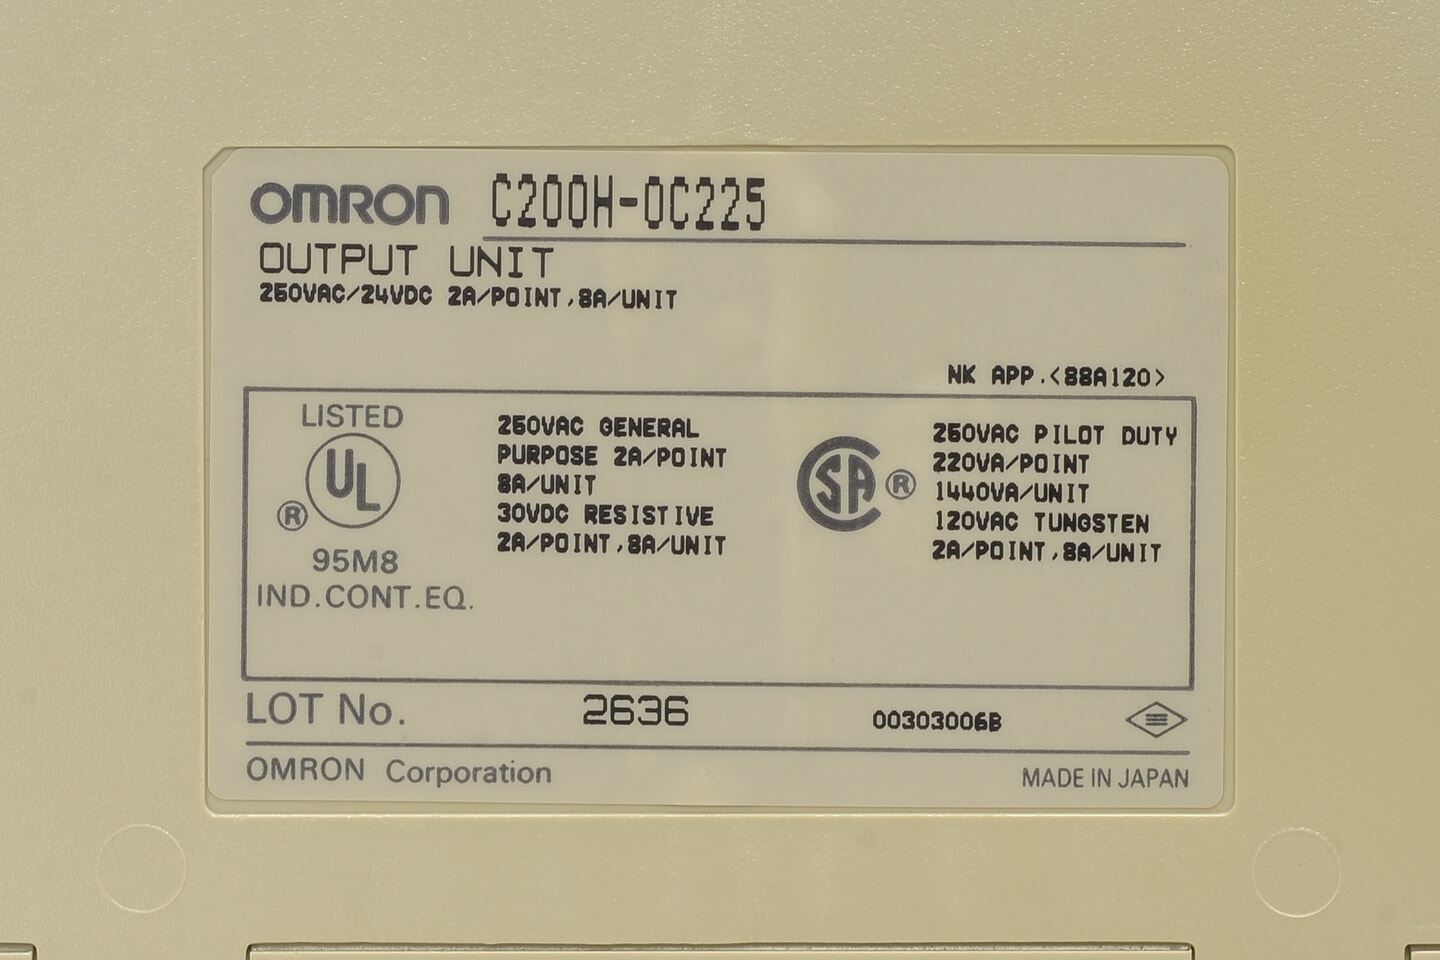 OMRON C200H-OC225
OUTPUT UNIT
250VAC/24VDC 2A/POINT,8A/UNIT
NK APP.<88A120>
LISTED
UL
®
95M8
IND.CONT.EQ.
250VAC GENERAL
PURPOSE 2A/POINT
8A/UNIT
30VDC RESISTIVE
2A/POINT,8A/UNIT
CSA ®
250VAC PILOT DUTY
220VA/POINT
1440VA/UNIT
120VAC TUNGSTEN
2A/POINT,8A/UNIT
LOT No. 2636 00303006B
OMRON Corporation MADE IN JAPAN